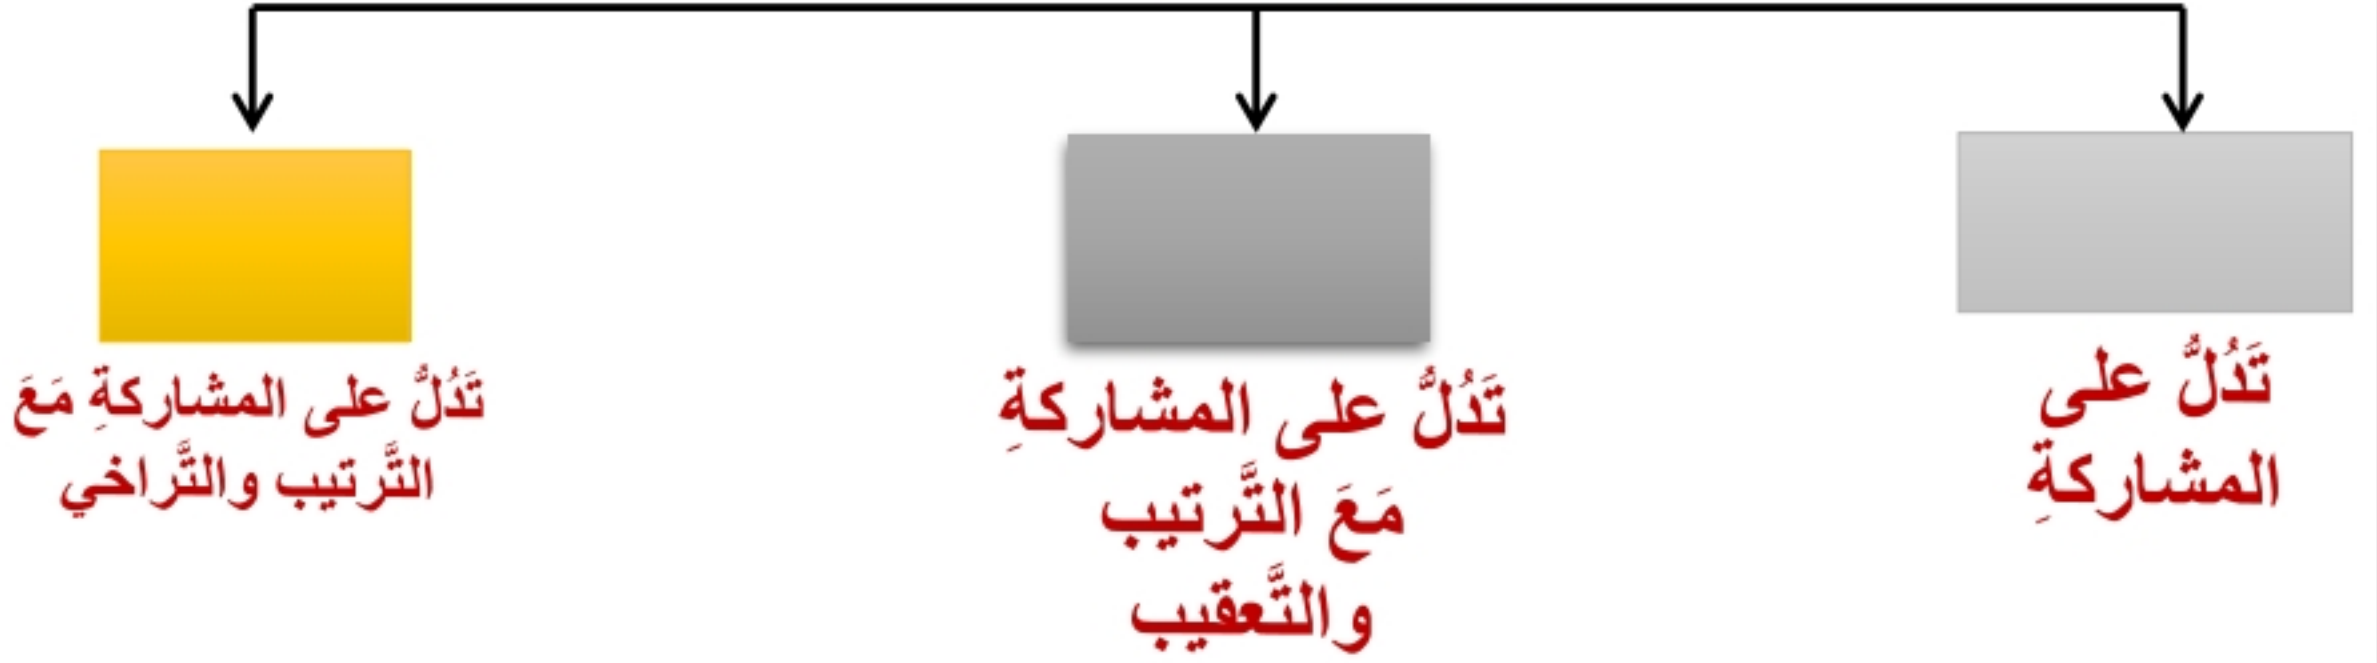 تَدُلُّ على
المشاركةِ
تَدُلُّ على المشاركةِ
مَعَ التَّرتيب
والتَّعقيب
تَدُلُّ على المشاركةِ مَعَ
التَّرتيب والتَّراخي